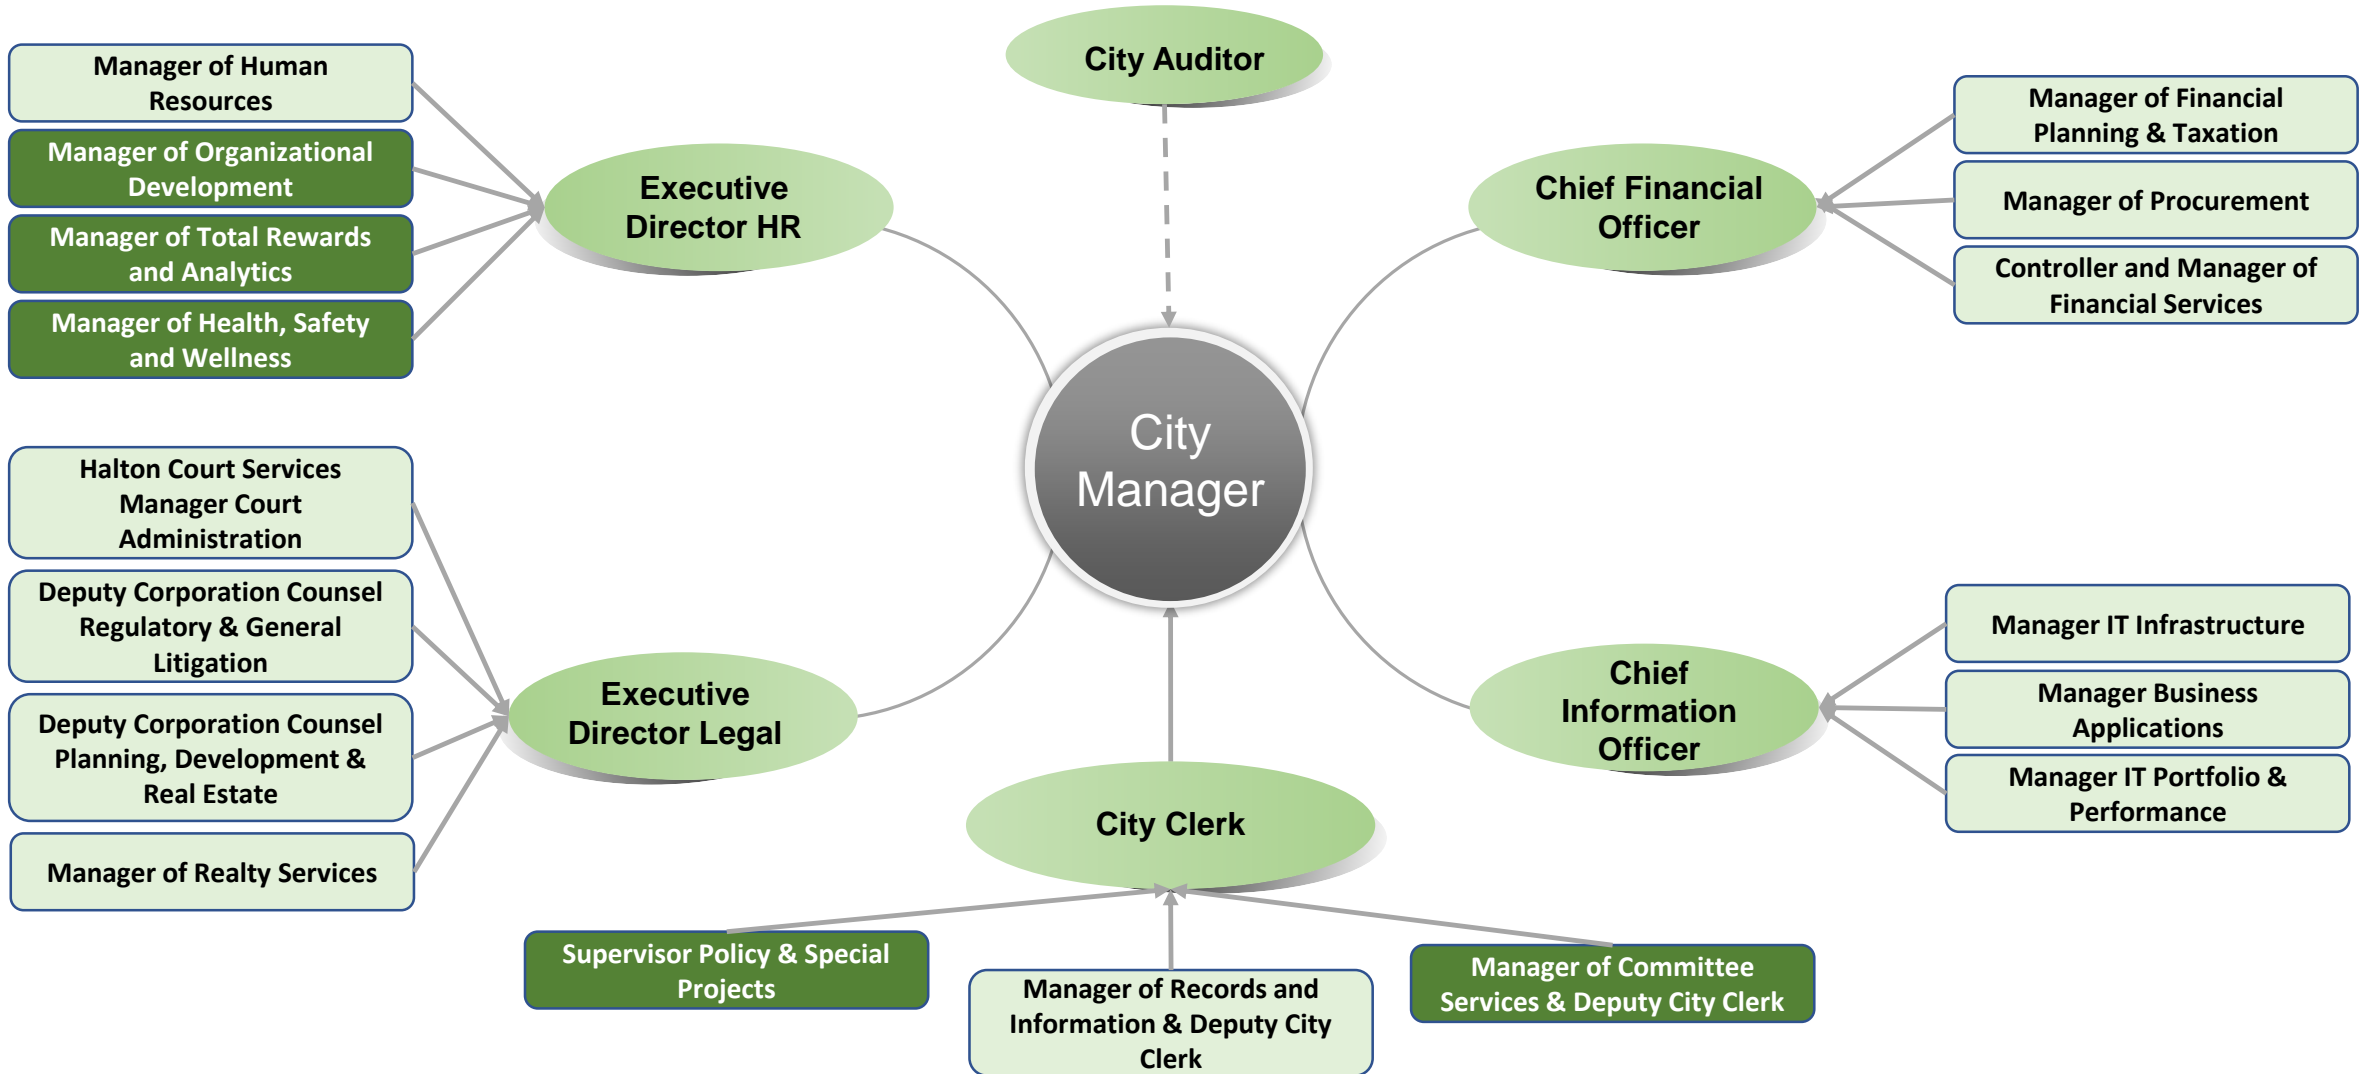 City Auditor
Manager of Human
Resources
Manager of Organizational
Development
Manager of Total Rewards
and Analytics
Manager of Health, Safety
and Wellness
Executive
Director HR
Chief Financial
Officer
Manager of Financial
Planning & Taxation
Manager of Procurement
Controller and Manager of
Financial Services
City
Manager
Halton Court Services
Manager Court
Administration
Deputy Corporation Counsel
Regulatory & General
Litigation
Deputy Corporation Counsel
Planning, Development &
Real Estate
Manager of Realty Services
Executive
Director Legal
Chief
Information
Officer
Manager IT Infrastructure
Manager Business
Applications
Manager IT Portfolio &
Performance
City Clerk
Supervisor Policy & Special
Projects
Manager of Records and
Information & Deputy City
Clerk
Manager of Committee
Services & Deputy City Clerk